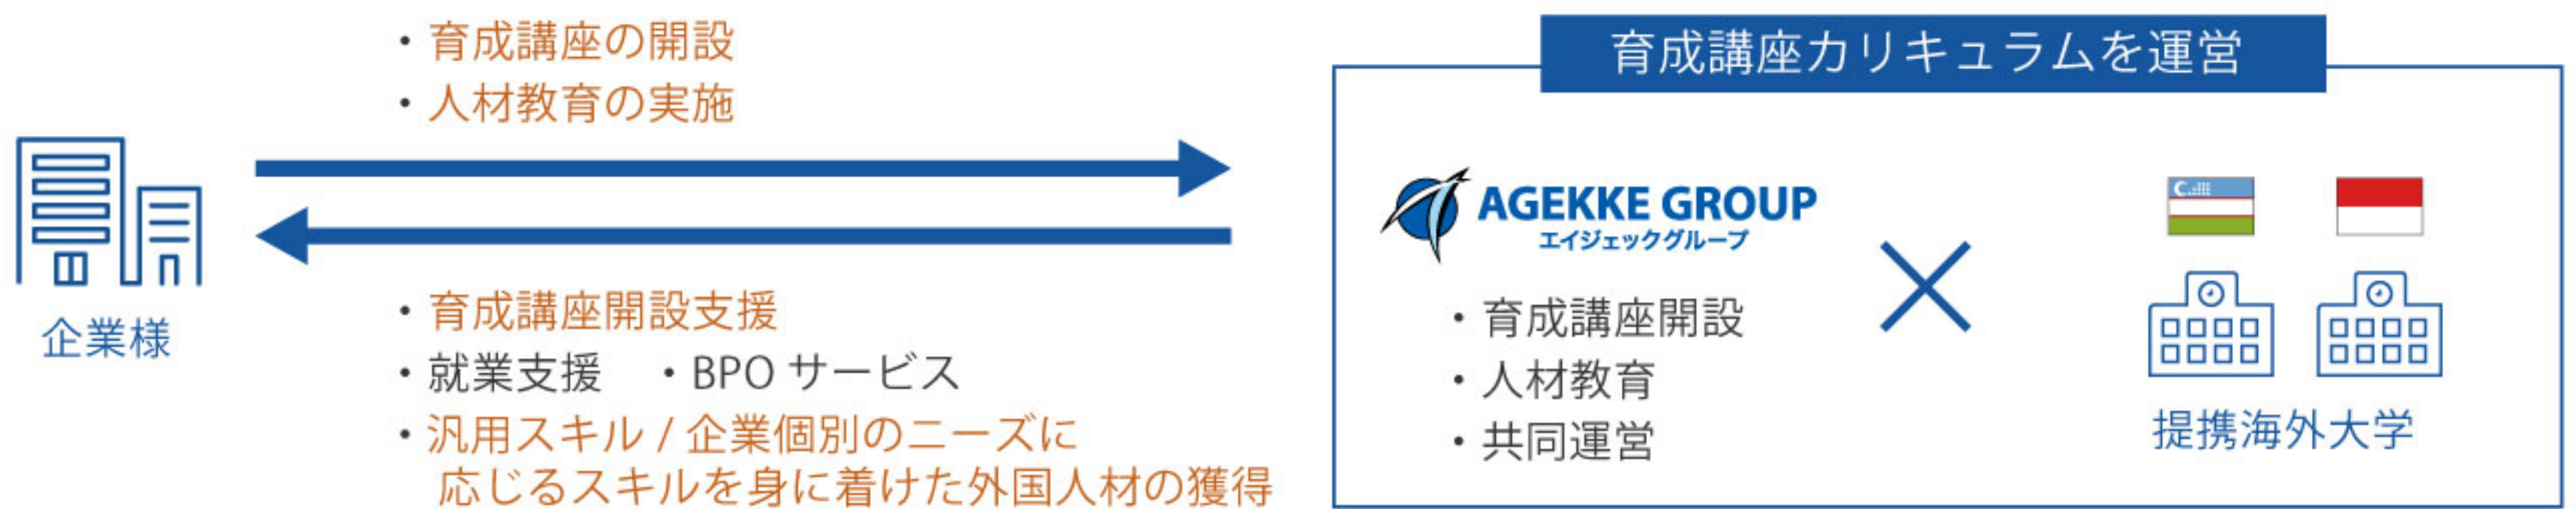 ・育成講座の開設
・人材教育の実施
企業様
・育成講座開設支援
・就業支援　・BPO サービス
・汎用スキル / 企業個別のニーズに
応じるスキルを身に着けた外国人材の獲得
育成講座カリキュラムを運営
AGEKKE GROUP
エイジェックグループ
・育成講座開設
・人材教育
・共同運営
提携海外大学